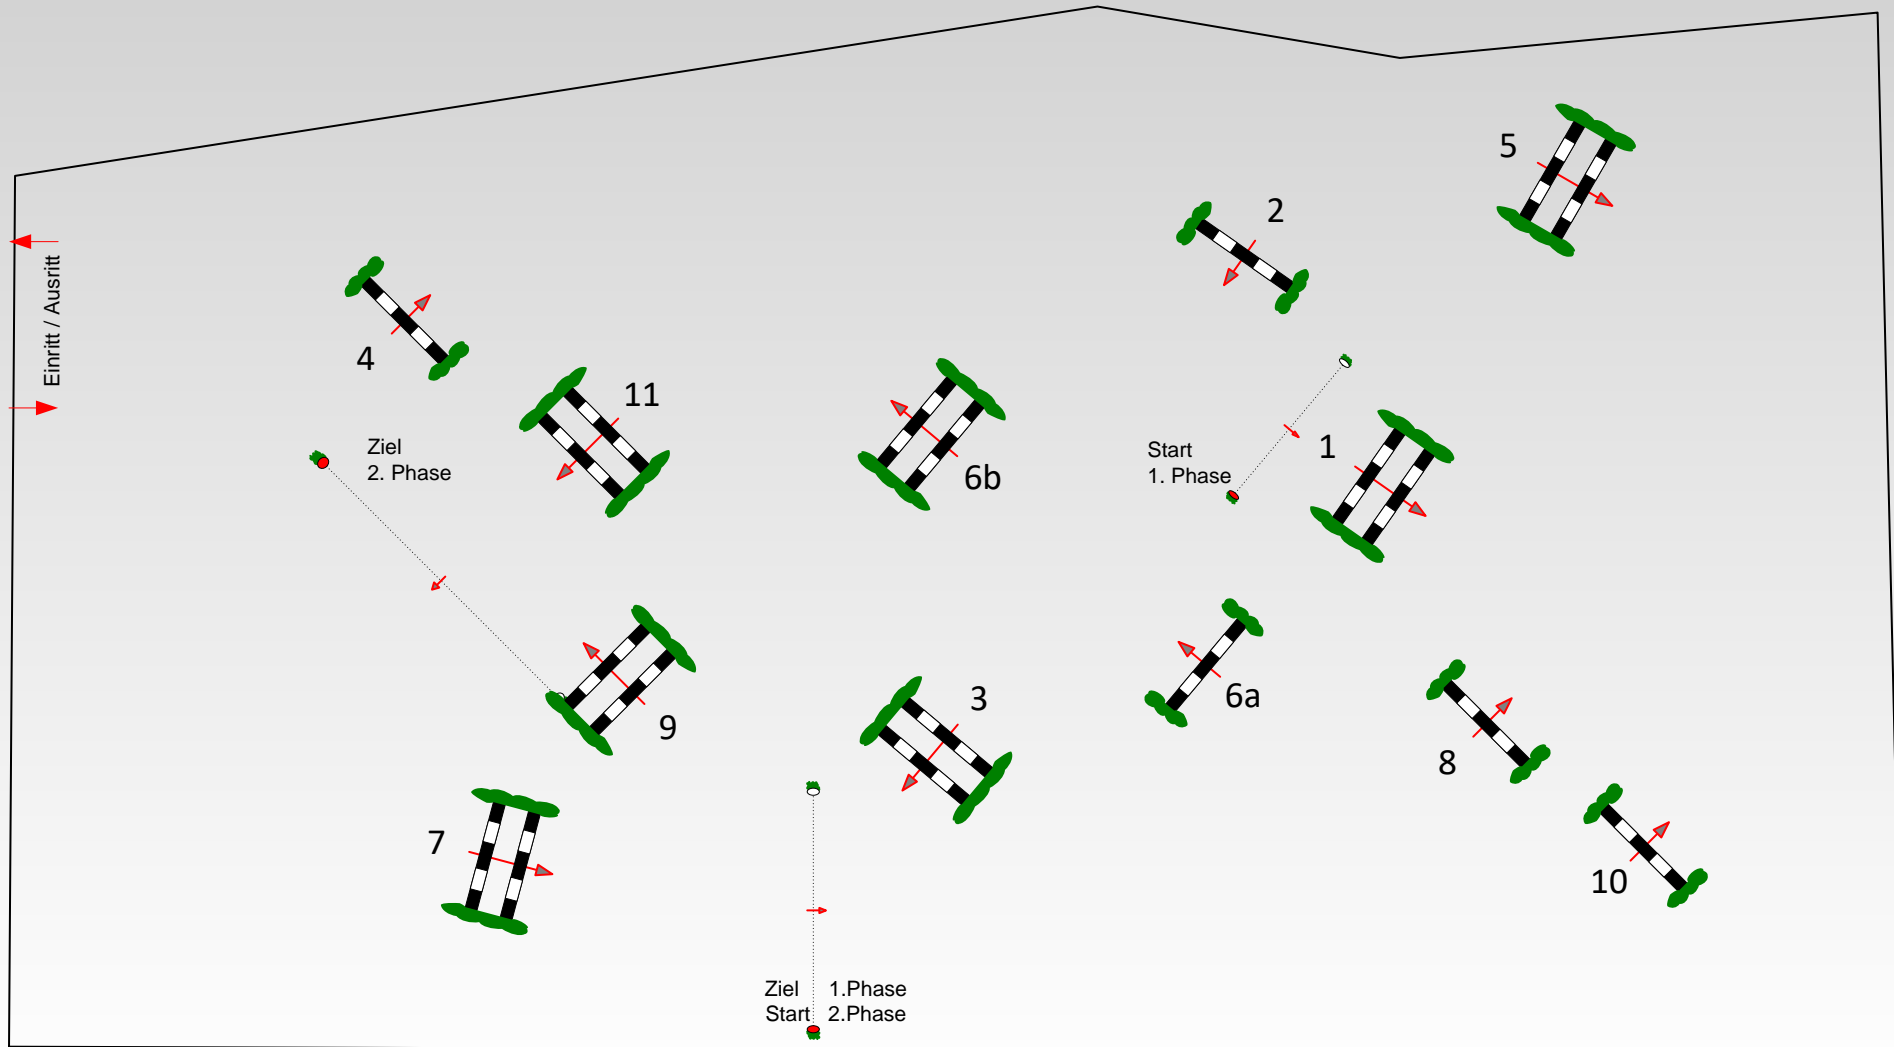 5
2
Einritt / Ausritt
4
11
Ziel
2. Phase
6b
Start
1. Phase
1
9
3
6a
8
7
10
Ziel 1.Phase
Start 2.Phase